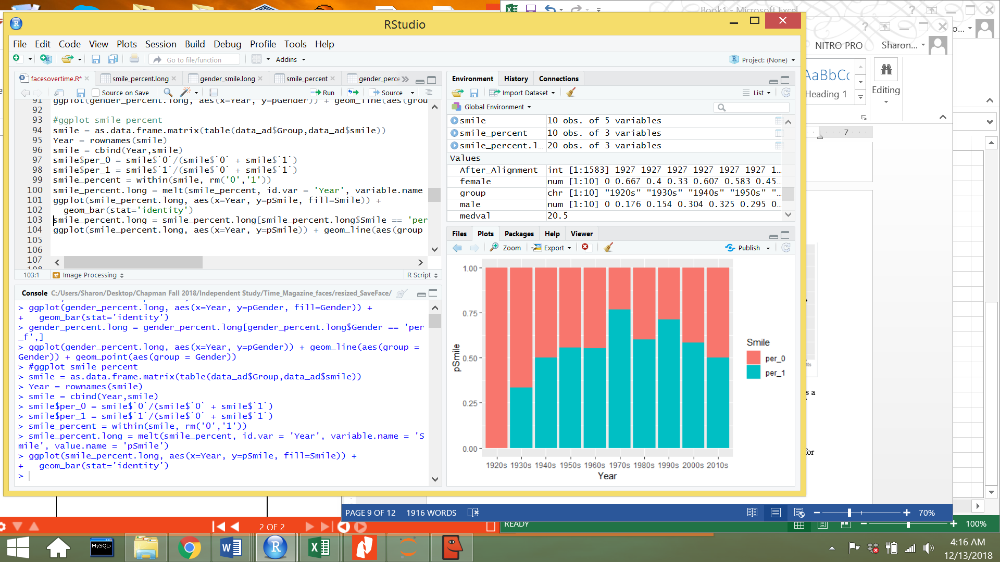 Book1 - Microsoft Excel
RStudio
File Edit Code View Plots Session Build Debug Profile Tools Help
Go to file/function
Addins
Project: (None)
NITRO PRO
Sharon...
facesovertime.R*
smile_percent.long
gender_smile.long
smile_percent
gender_perce
Source on Save
Run
Source
91 ggplot(gender_percent.long, aes(x=Year, y=pGender)) + geom_line(aes(grou
92
93 #ggplot smile percent
94 smile = as.data.frame.matrix(table(data_ad$Group,data_ad$smile))
95 Year = rownames(smile)
96 smile = cbind(Year,smile)
97 smile$per_0 = smile$`0`/(smile$`0` + smile$`1`)
98 smile$per_1 = smile$`1`/(smile$`0` + smile$`1`)
99 smile_percent = within(smile, rm('0','1'))
100 smile_percent.long = melt(smile_percent, id.var = 'Year', variable.name
101 ggplot(smile_percent.long, aes(x=Year, y=pSmile, fill=Smile)) +
102 geom_bar(stat='identity')
103 smile_percent.long = smile_percent.long[smile_percent.long$Smile == 'per
104 ggplot(smile_percent.long, aes(x=Year, y=pSmile)) + geom_line(aes(group
105
106
107
108
103:1
# Image Processing
R Script
Console C:/Users/Sharon/Desktop/Chapman Fall 2018/Independent Study/Time_Magazine_faces/resized_SaveFace/
> ggplot(gender_percent.long, aes(x=Year, y=pGender, fill=Gender)) +
+ geom_bar(stat='identity')
> gender_percent.long = gender_percent.long[gender_percent.long$Gender == 'per
_f',]
> ggplot(gender_percent.long, aes(x=Year, y=pGender)) + geom_line(aes(group =
Gender)) + geom_point(aes(group = Gender))
> #ggplot smile percent
> smile = as.data.frame.matrix(table(data_ad$Group,data_ad$smile))
> Year = rownames(smile)
> smile = cbind(Year,smile)
> smile$per_0 = smile$`0`/(smile$`0` + smile$`1`)
> smile$per_1 = smile$`1`/(smile$`0` + smile$`1`)
> smile_percent = within(smile, rm('0','1'))
> smile_percent.long = melt(smile_percent, id.var = 'Year', variable.name = 'S
mile', value.name = 'pSmile')
> ggplot(smile_percent.long, aes(x=Year, y=pSmile, fill=Smile)) +
+ geom_bar(stat='identity')
>
Environment History Connections
Import Dataset
List
Global Environment
smile 10 obs. of 5 variables
smile_percent 10 obs. of 3 variables
smile_percent.l... 20 obs. of 3 variables
Values
After_Alignment int [1:1583] 1927 1927 1927 1927 1927 1927 1...
female num [1:10] 0 0.667 0.4 0.33 0.607 0.583 0.45...
group chr [1:10] "1920s" "1930s" "1940s" "1950s" "...
male num [1:10] 0 0.176 0.154 0.304 0.325 0.295 0...
medval 20.5
Files Plots Packages Help Viewer
Zoom
Export
Publish
1.00
0.75
0.50
0.25
0.00
pSmile
1920s 1930s 1940s 1950s 1960s 1970s 1980s 1990s 2000s 2010s
Year
Smile
per_0
per_1
AaBbCc
Heading 1
Editing
7
s a
for
PAGE 9 OF 12
1916 WORDS
70%
2 OF 2
READY
100%
MySQL>
4:16 AM
12/13/2018